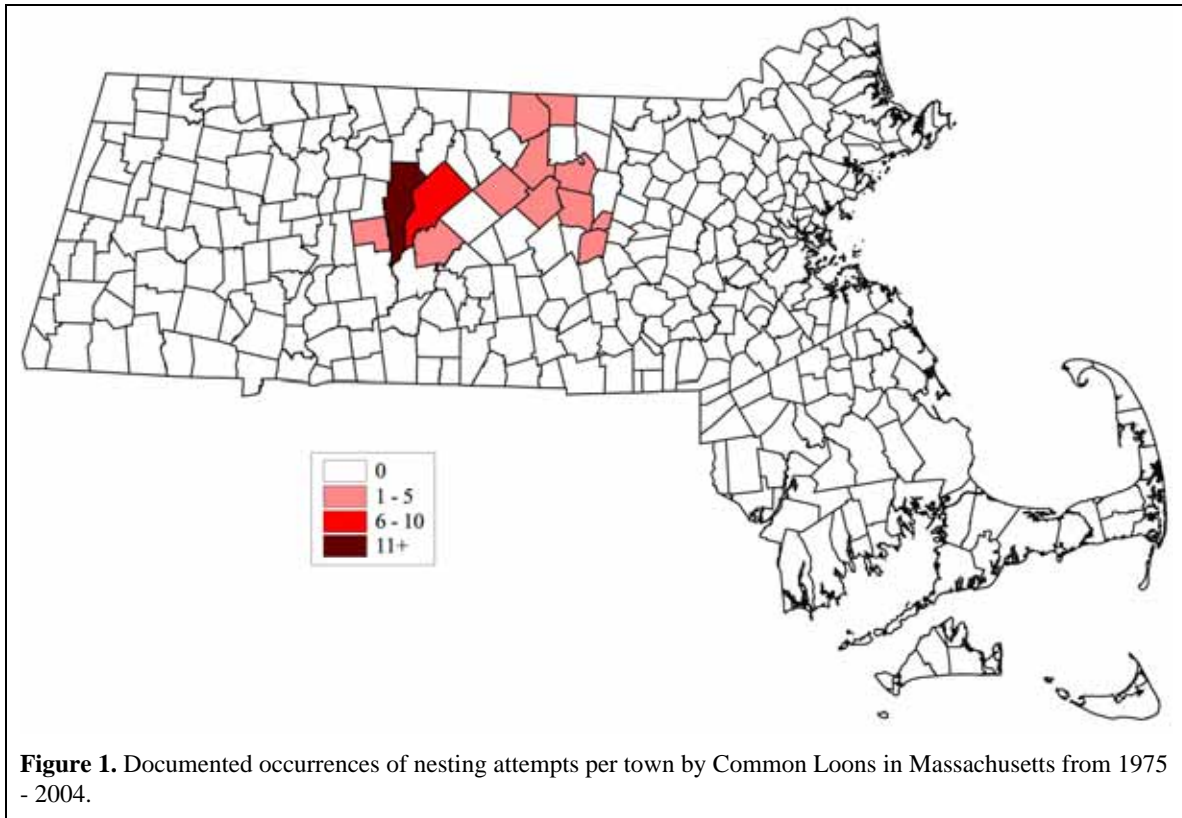 0
1 - 5
6 - 10
11+
Figure 1. Documented occurrences of nesting attempts per town by Common Loons in Massachusetts from 1975
- 2004.